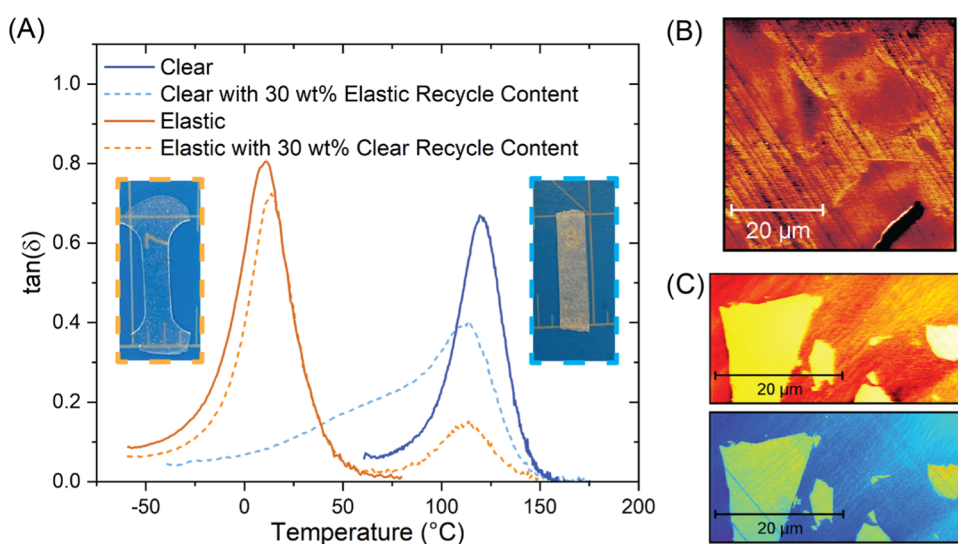 (A)
tan(δ)
1.0
0.8
0.6
0.4
0.2
0.0
Clear
Clear with 30 wt% Elastic Recycle Content
Elastic
Elastic with 30 wt% Clear Recycle Content
7
8
-50
0
50
100
150
200
Temperature (°C)
(B)
20 μm
(C)
20 μm
20 μm